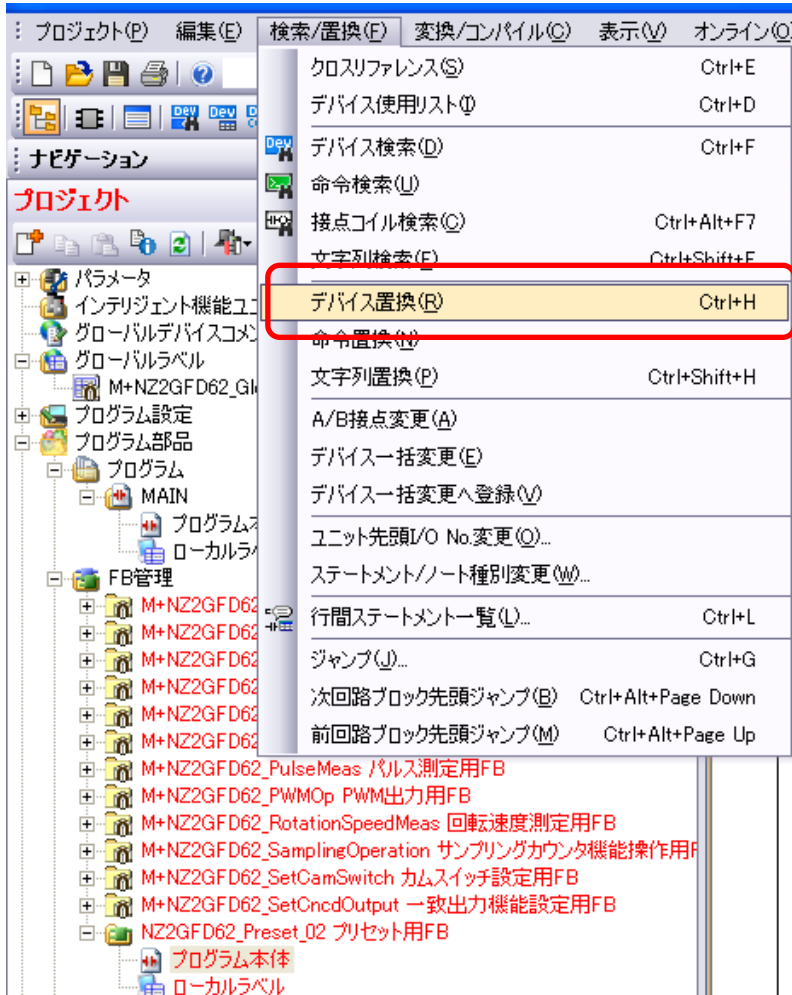 プロジェクト(P) 編集(E) 検索/置換(F) 変換/コンパイル(C) 表示(V) オンライン(O)
クロスリファレンス(S) Ctrl+E
デバイス使用リスト(I) Ctrl+D
デバイス検索(D) Ctrl+F
命令検索(U)
接点コイル検索(C) Ctrl+Alt+F7
文字列検索(F) Ctrl+Shift+F
デバイス置換(R) Ctrl+H
命令置換(N)
文字列置換(P) Ctrl+Shift+H
A/B接点変更(A)
デバイス一括変更(E)
デバイス一括変更へ登録(V)
ユニット先頭I/O No.変更(O)...
ステートメント/ノート種別変更(W)...
行間ステートメント一覧(L)... Ctrl+L
ジャンプ(J)... Ctrl+G
次回路ブロック先頭ジャンプ(B) Ctrl+Alt+Page Down
前回路ブロック先頭ジャンプ(M) Ctrl+Alt+Page Up
ナビゲーション
プロジェクト
パラメータ
インテリジェント機能ユニ
グローバルデバイスコメン
グローバルラベル
M+NZ2GFD62_Glo
プログラム設定
プログラム部品
プログラム
MAIN
プログラム本
ローカルラベ
FB管理
M+NZ2GFD62
M+NZ2GFD62
M+NZ2GFD62
M+NZ2GFD62
M+NZ2GFD62
M+NZ2GFD62
M+NZ2GFD62_PulseMeas パルス測定用FB
M+NZ2GFD62_PWMOp PWM出力用FB
M+NZ2GFD62_RotationSpeedMeas 回転速度測定用FB
M+NZ2GFD62_SamplingOperation サンプリングカウンタ機能操作用F
M+NZ2GFD62_SetCamSwitch カムスイッチ設定用FB
M+NZ2GFD62_SetCncdOutput 一致出力機能設定用FB
NZ2GFD62_Preset_02 プリセット用FB
プログラム本体
ローカルラベル